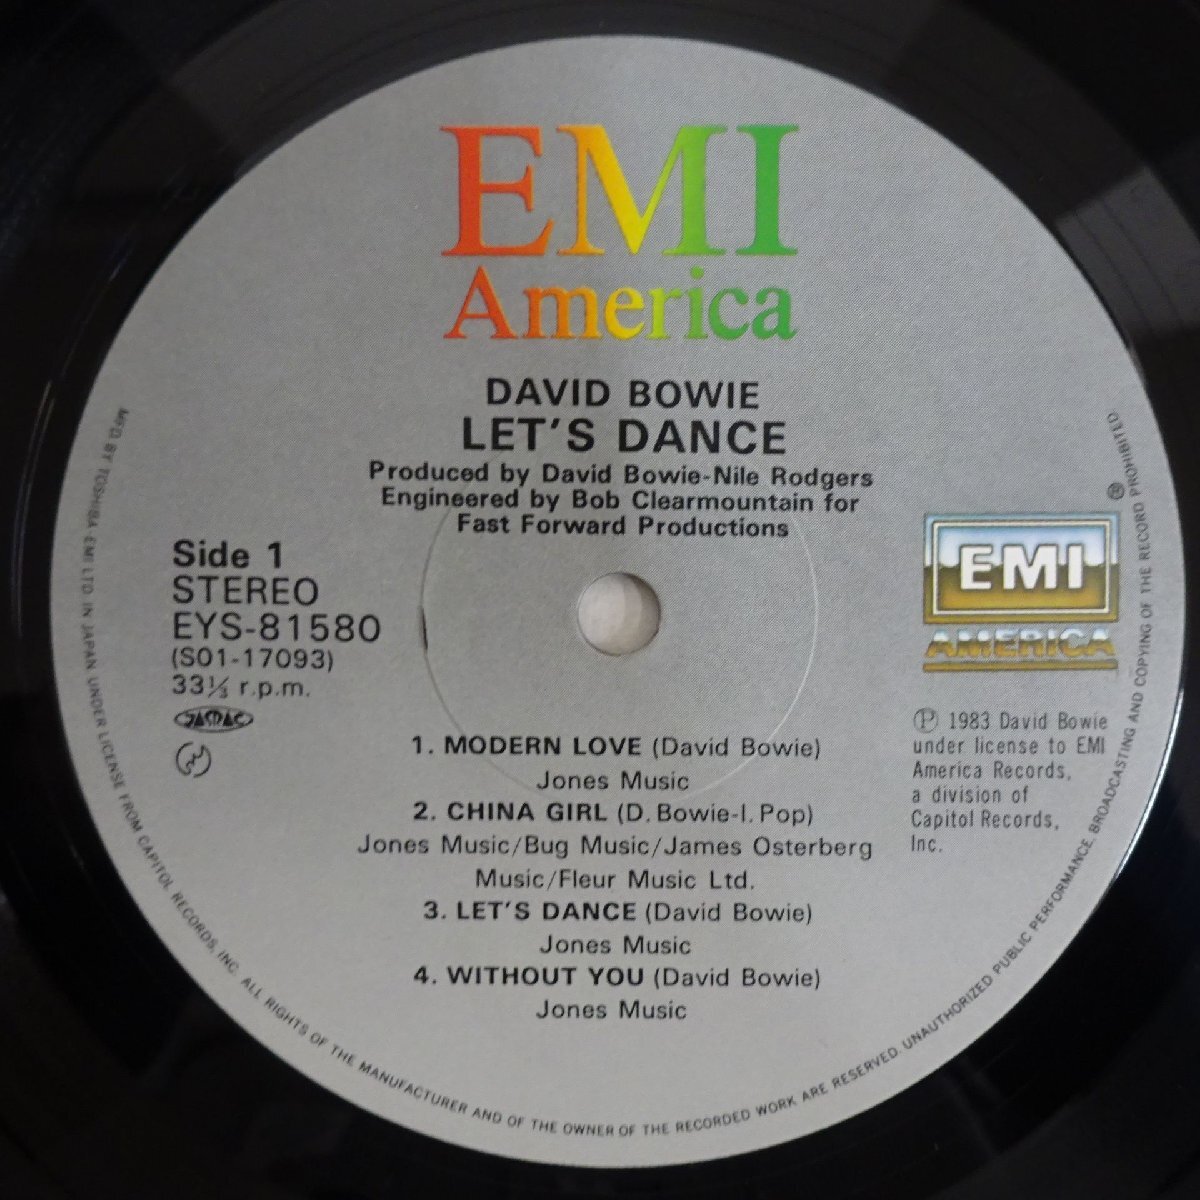 EMI
America
DAVID BOWIE
LET'S DANCE
Produced by David Bowie-Nile Rodgers
Engineered by Bob Clearmountain for
Fast Forward Productions
Side 1
STEREO
EYS-81580
(S01-17093)
33⅓ r.p.m.
JASRAC
EMI
AMERICA
Ⓟ 1983 David Bowie
under license to EMI
America Records,
a division of
Capitol Records,
Inc.
1. MODERN LOVE (David Bowie)
Jones Music
2. CHINA GIRL (D. Bowie-I. Pop)
Jones Music/Bug Music/James Osterberg
Music/Fleur Music Ltd.
3. LET'S DANCE (David Bowie)
Jones Music
4. WITHOUT YOU (David Bowie)
Jones Music
MFD BY TOSHIBA-EMI LTD IN JAPAN UNDER LICENSE FROM CAPITOL RECORDS, INC. ALL RIGHTS OF THE MANUFACTURER AND OF THE OWNER OF THE RECORDED WORK ARE RESERVED. UNAUTHORIZED PUBLIC PERFORMANCE, BROADCASTING AND COPYING OF THE RECORD PROHIBITED